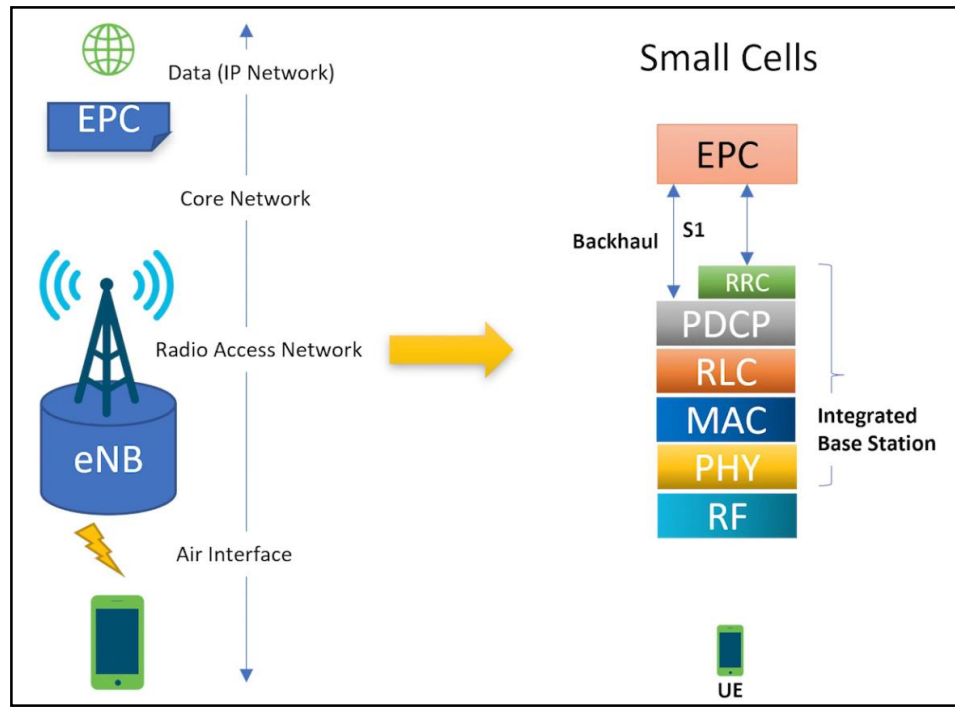 Data (IP Network)
EPC
Core Network
Radio Access Network
eNB
Air Interface
Small Cells
EPC
Backhaul
S1
RRC
PDCP
RLC
MAC
PHY
RF
Integrated
Base Station
UE